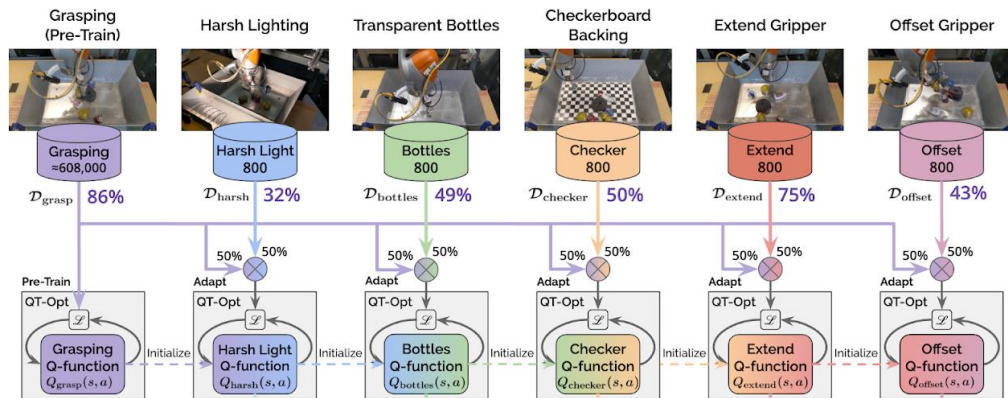 Grasping
(Pre-Train)
Harsh Lighting
Transparent Bottles
Checkerboard
Backing
Extend Gripper
Offset Gripper
Grasping
≈608,000
Harsh Light
800
Bottles
800
Checker
800
Extend
800
Offset
800
𝒟grasp 86%
𝒟harsh 32%
𝒟bottles 49%
𝒟checker 50%
𝒟extend 75%
𝒟offset 43%
50% 50%
50% 50%
50% 50%
50% 50%
50% 50%
Pre-Train
Adapt
Adapt
Adapt
Adapt
Adapt
QT-Opt
QT-Opt
QT-Opt
QT-Opt
QT-Opt
QT-Opt
ℒ
ℒ
ℒ
ℒ
ℒ
ℒ
Grasping
Q-function
Qgrasp(s, a)
Initialize
Harsh Light
Q-function
Qharsh(s, a)
Initialize
Bottles
Q-function
Qbottles(s, a)
Initialize
Checker
Q-function
Qchecker(s, a)
Initialize
Extend
Q-function
Qextend(s, a)
Initialize
Offset
Q-function
Qoffset(s, a)